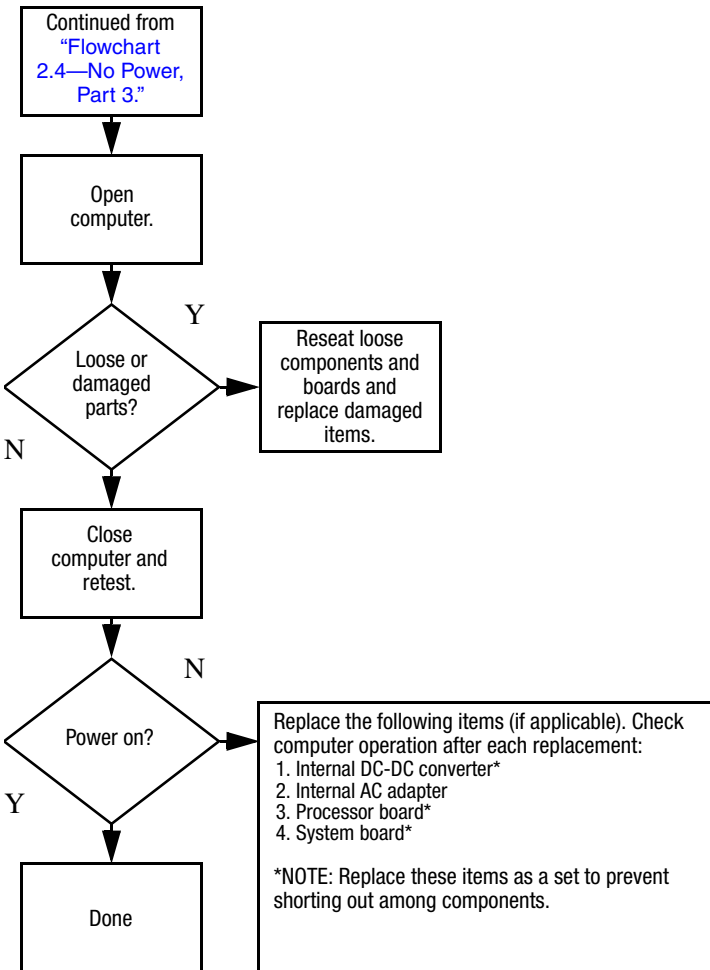 Continued from
“Flowchart
2.4—No Power,
Part 3.”
Open
computer.
Y
Loose or
damaged
parts?
Reseat loose
components and
boards and
replace damaged
items.
N
Close
computer and
retest.
N
Power on?
Replace the following items (if applicable). Check
computer operation after each replacement:
1. Internal DC-DC converter*
2. Internal AC adapter
3. Processor board*
4. System board*
*NOTE: Replace these items as a set to prevent
shorting out among components.
Y
Done